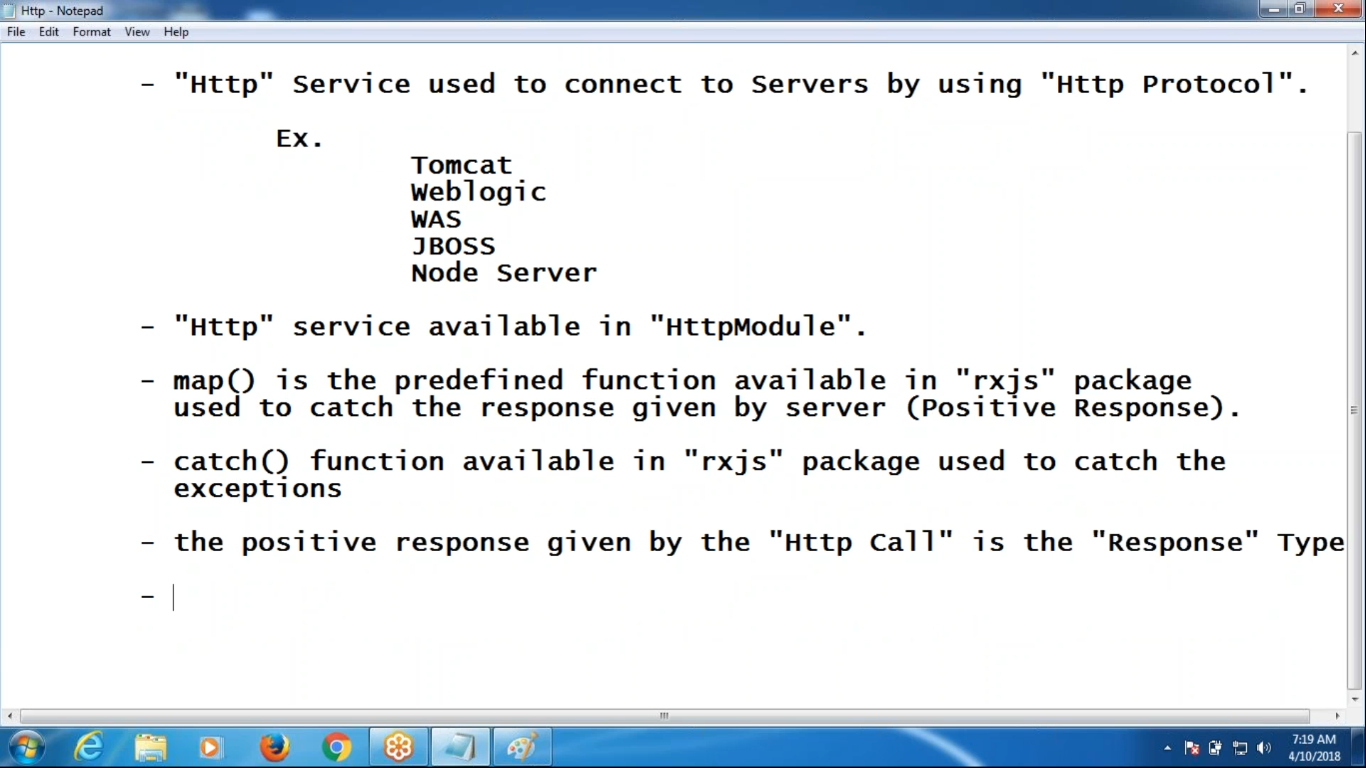 Http - Notepad
File Edit Format View Help
- "Http" Service used to connect to Servers by using "Http Protocol".
Ex.
Tomcat
Weblogic
WAS
JBOSS
Node Server
- "Http" service available in "HttpModule".
- map() is the predefined function available in "rxjs" package
used to catch the response given by server (Positive Response).
- catch() function available in "rxjs" package used to catch the
exceptions
- the positive response given by the "Http Call" is the "Response" Type
-
7:19 AM
4/10/2018